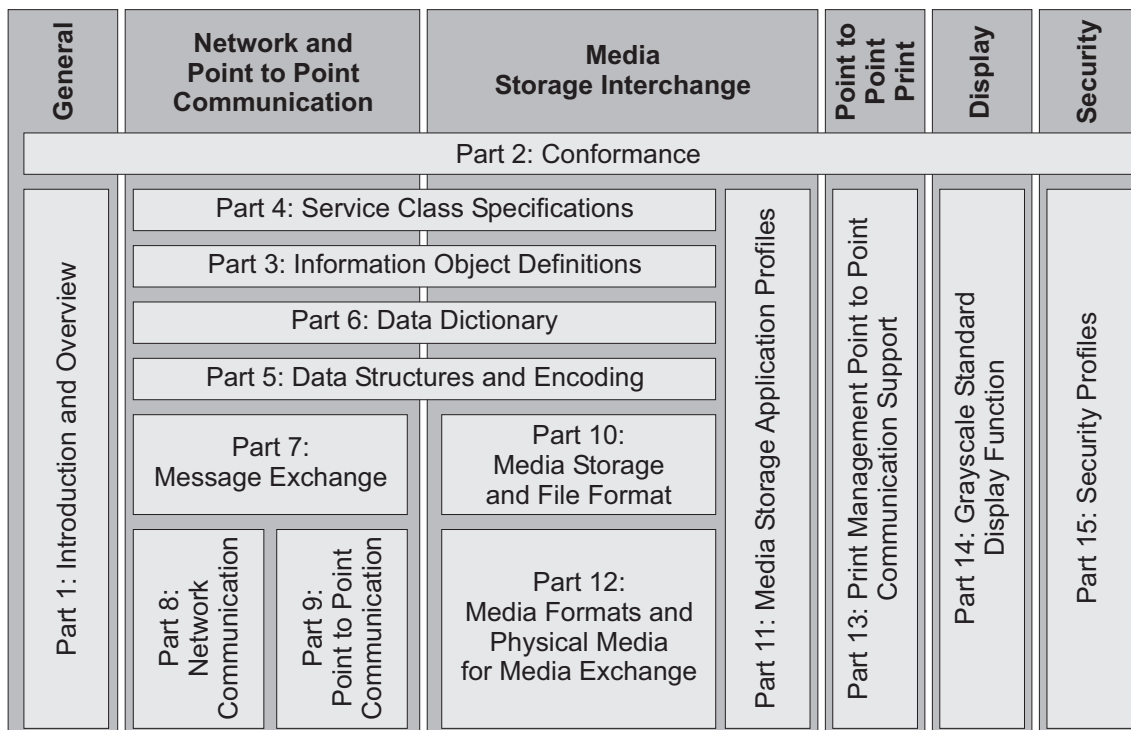 General
Network and
Point to Point
Communication
Media
Storage Interchange
Point to
Point
Print
Display
Security
Part 2: Conformance
Part 1: Introduction and Overview
Part 4: Service Class Specifications
Part 3: Information Object Definitions
Part 6: Data Dictionary
Part 5: Data Structures and Encoding
Part 7:
Message Exchange
Part 10:
Media Storage
and File Format
Part 8:
Network
Communication
Part 9:
Point to Point
Communication
Part 12:
Media Formats and
Physical Media
for Media Exchange
Part 11: Media Storage Application Profiles
Part 13: Print Management Point to Point
Communication Support
Part 14: Grayscale Standard
Display Function
Part 15: Security Profiles